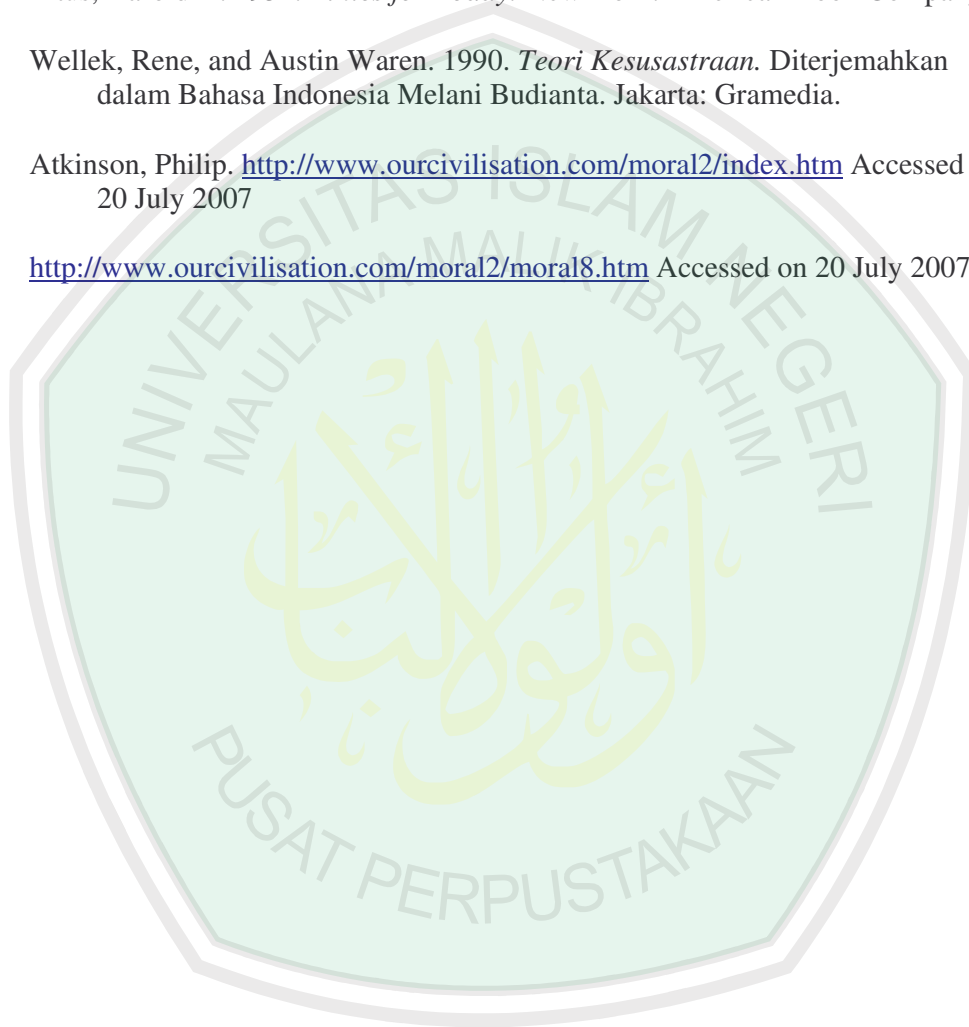 Wellek, Rene, and Austin Waren. 1990. Teori Kesusastraan. Diterjemahkan
dalam Bahasa Indonesia Melani Budianta. Jakarta: Gramedia.
Atkinson, Philip. http://www.ourcivilisation.com/moral2/index.htm Accessed
20 July 2007
http://www.ourcivilisation.com/moral2/moral8.htm Accessed on 20 July 2007
UNIVERSITAS ISLAM NEGERI
MAULANA MALIK IBRAHIM
أولوا الألباب
PUSAT PERPUSTAKAAN